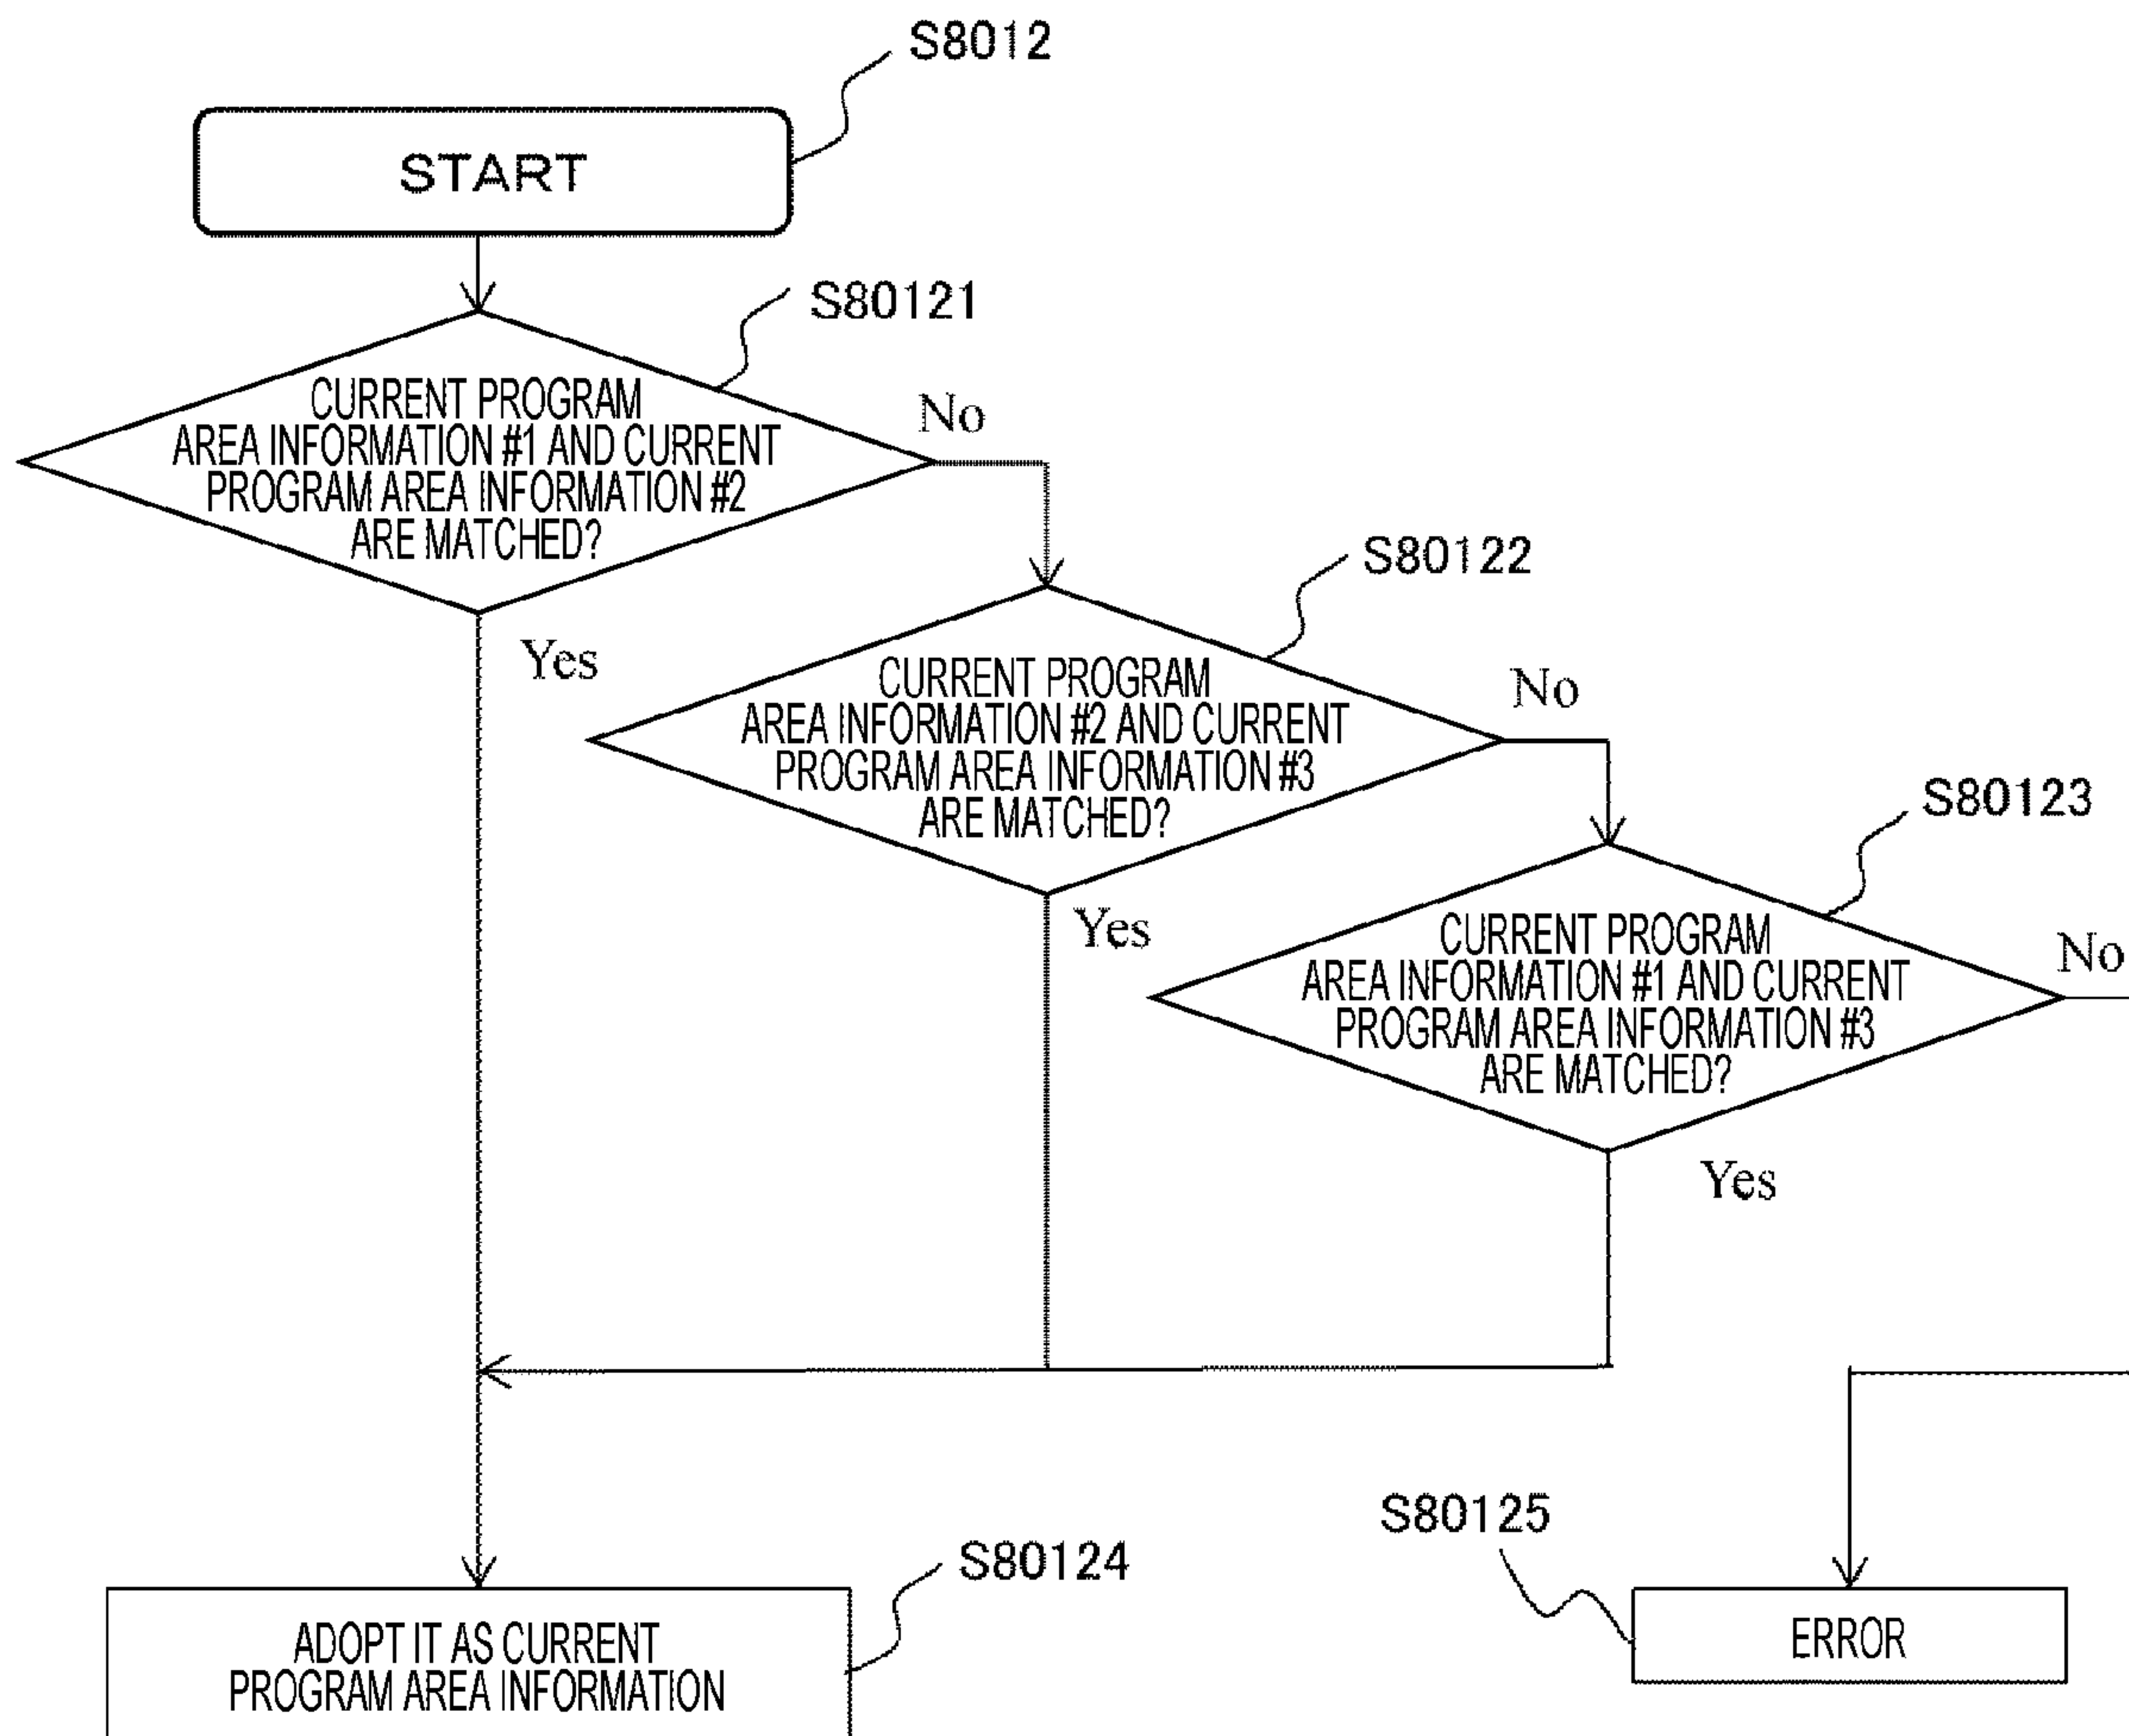 S8012
START
S80121
CURRENT PROGRAM
AREA INFORMATION #1 AND CURRENT
PROGRAM AREA INFORMATION #2
ARE MATCHED?
No
Yes
S80122
CURRENT PROGRAM
AREA INFORMATION #2 AND CURRENT
PROGRAM AREA INFORMATION #3
ARE MATCHED?
No
Yes
S80123
CURRENT PROGRAM
AREA INFORMATION #1 AND CURRENT
PROGRAM AREA INFORMATION #3
ARE MATCHED?
No
Yes
S80124
ADOPT IT AS CURRENT
PROGRAM AREA INFORMATION
S80125
ERROR